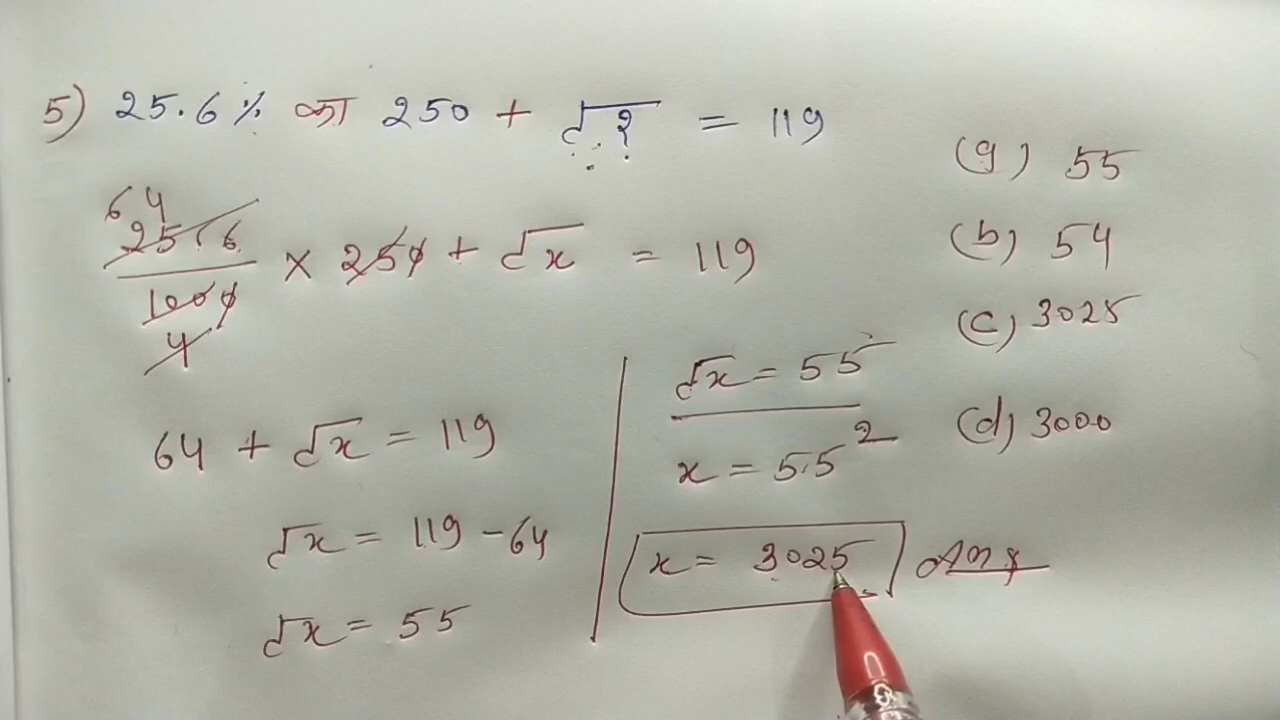 5) 25.6% का 250 + √? = 119
(a) 55
(b) 54
(c) 3025
(d) 3000
64
25.6/1000 × 250 + √x = 119
4
64 + √x = 119
√x = 119 - 64
√x = 55
√x = 55
x = 55²
x = 3025 Ans